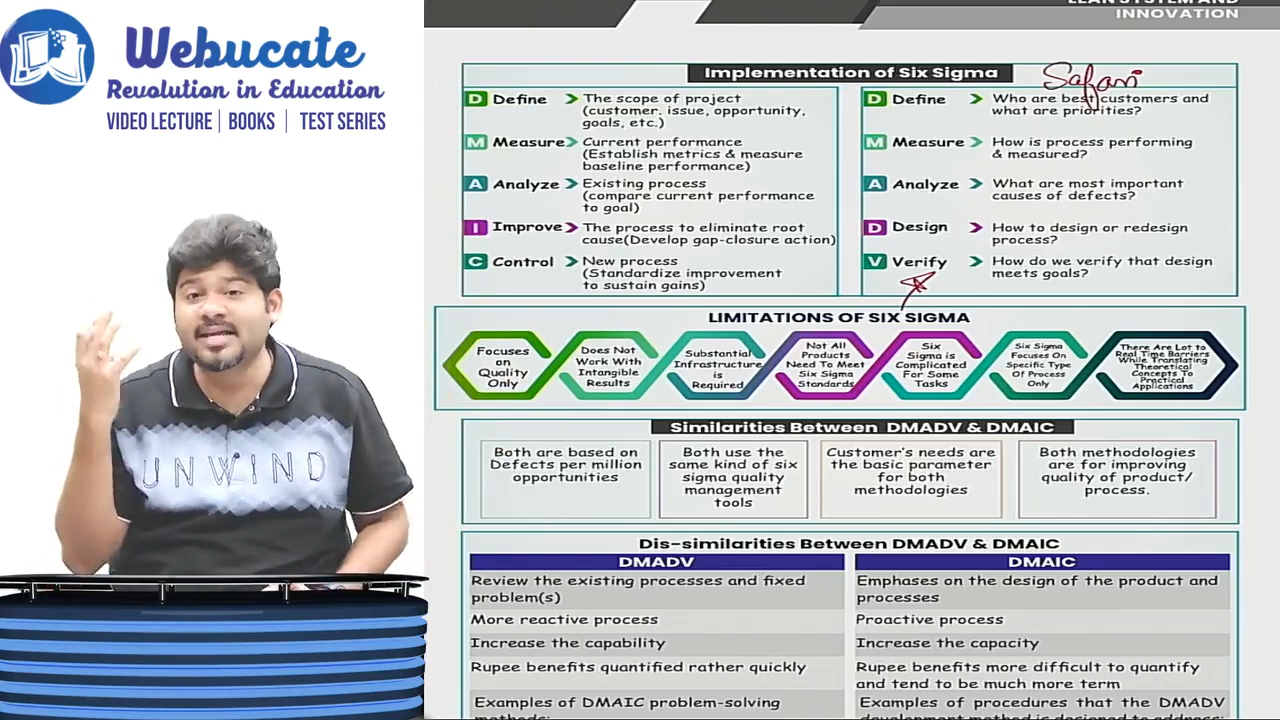 Webucate
Revolution in Education
VIDEO LECTURE | BOOKS | TEST SERIES
UNWIND
LEAN SYSTEM AND
INNOVATION
Implementation of Six Sigma
Safari
D Define The scope of project
(customer, issue, opportunity,
goals, etc.)
M Measure Current performance
(Establish metrics & measure
baseline performance)
A Analyze Existing process
(compare current performance
to goal)
I Improve The process to eliminate root
cause(Develop gap-closure action)
C Control New process
(Standardize improvement
to sustain gains)
D Define Who are best customers and
what are priorities?
M Measure How is process performing
& measured?
A Analyze What are most important
causes of defects?
D Design How to design or redesign
process?
V Verify How do we verify that design
meets goals?
LIMITATIONS OF SIX SIGMA
Focuses
on
Quality
Only
Does Not
Work With
Intangible
Results
Substantial
Infrastructure
is
Required
Not All
Products
Need To Meet
Six Sigma
Standards
Six
Sigma is
Complicated
For Some
Tasks
Six Sigma
Focuses On
Specific Type
Of Process
Only
There Are Lot to
Real Time Barriers
While Translating
Theoretical
Concepts To
Practical
Applications
Similarities Between DMADV & DMAIC
Both are based on
Defects per million
opportunities
Both use the
same kind of six
sigma quality
management
tools
Customer's needs are
the basic parameter
for both
methodologies
Both methodologies
are for improving
quality of product/
process.
Dis-similarities Between DMADV & DMAIC
DMADV
DMAIC
Review the existing processes and fixed
problem(s)
Emphases on the design of the product and
processes
More reactive process
Proactive process
Increase the capability
Increase the capacity
Rupee benefits quantified rather quickly
Rupee benefits more difficult to quantify
and tend to be much more term
Examples of DMAIC problem-solving
methods:
Examples of procedures that the DMADV
development method is designed to address: